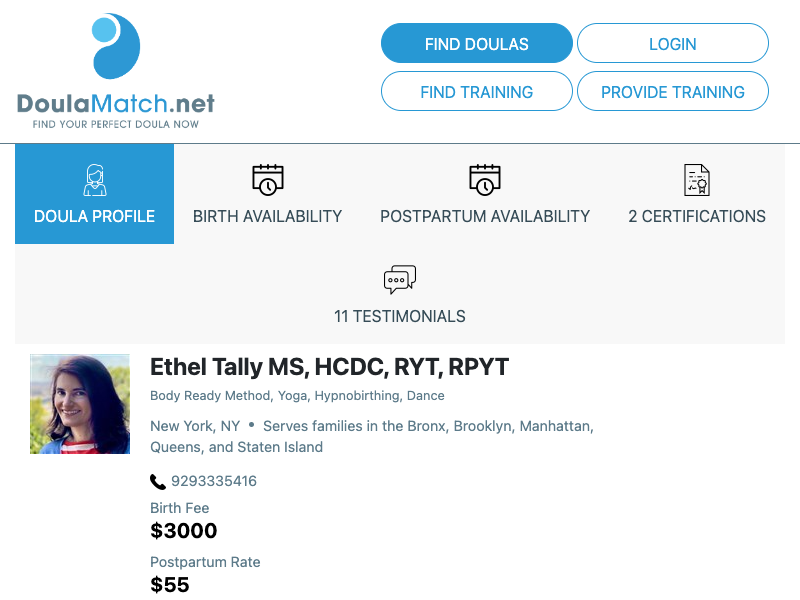 DoulaMatch.net
FIND YOUR PERFECT DOULA NOW
FIND DOULAS
LOGIN
FIND TRAINING
PROVIDE TRAINING
DOULA PROFILE
BIRTH AVAILABILITY
POSTPARTUM AVAILABILITY
2 CERTIFICATIONS
11 TESTIMONIALS
Ethel Tally MS, HCDC, RYT, RPYT
Body Ready Method, Yoga, Hypnobirthing, Dance
New York, NY • Serves families in the Bronx, Brooklyn, Manhattan,
Queens, and Staten Island
9293335416
Birth Fee
$3000
Postpartum Rate
$55